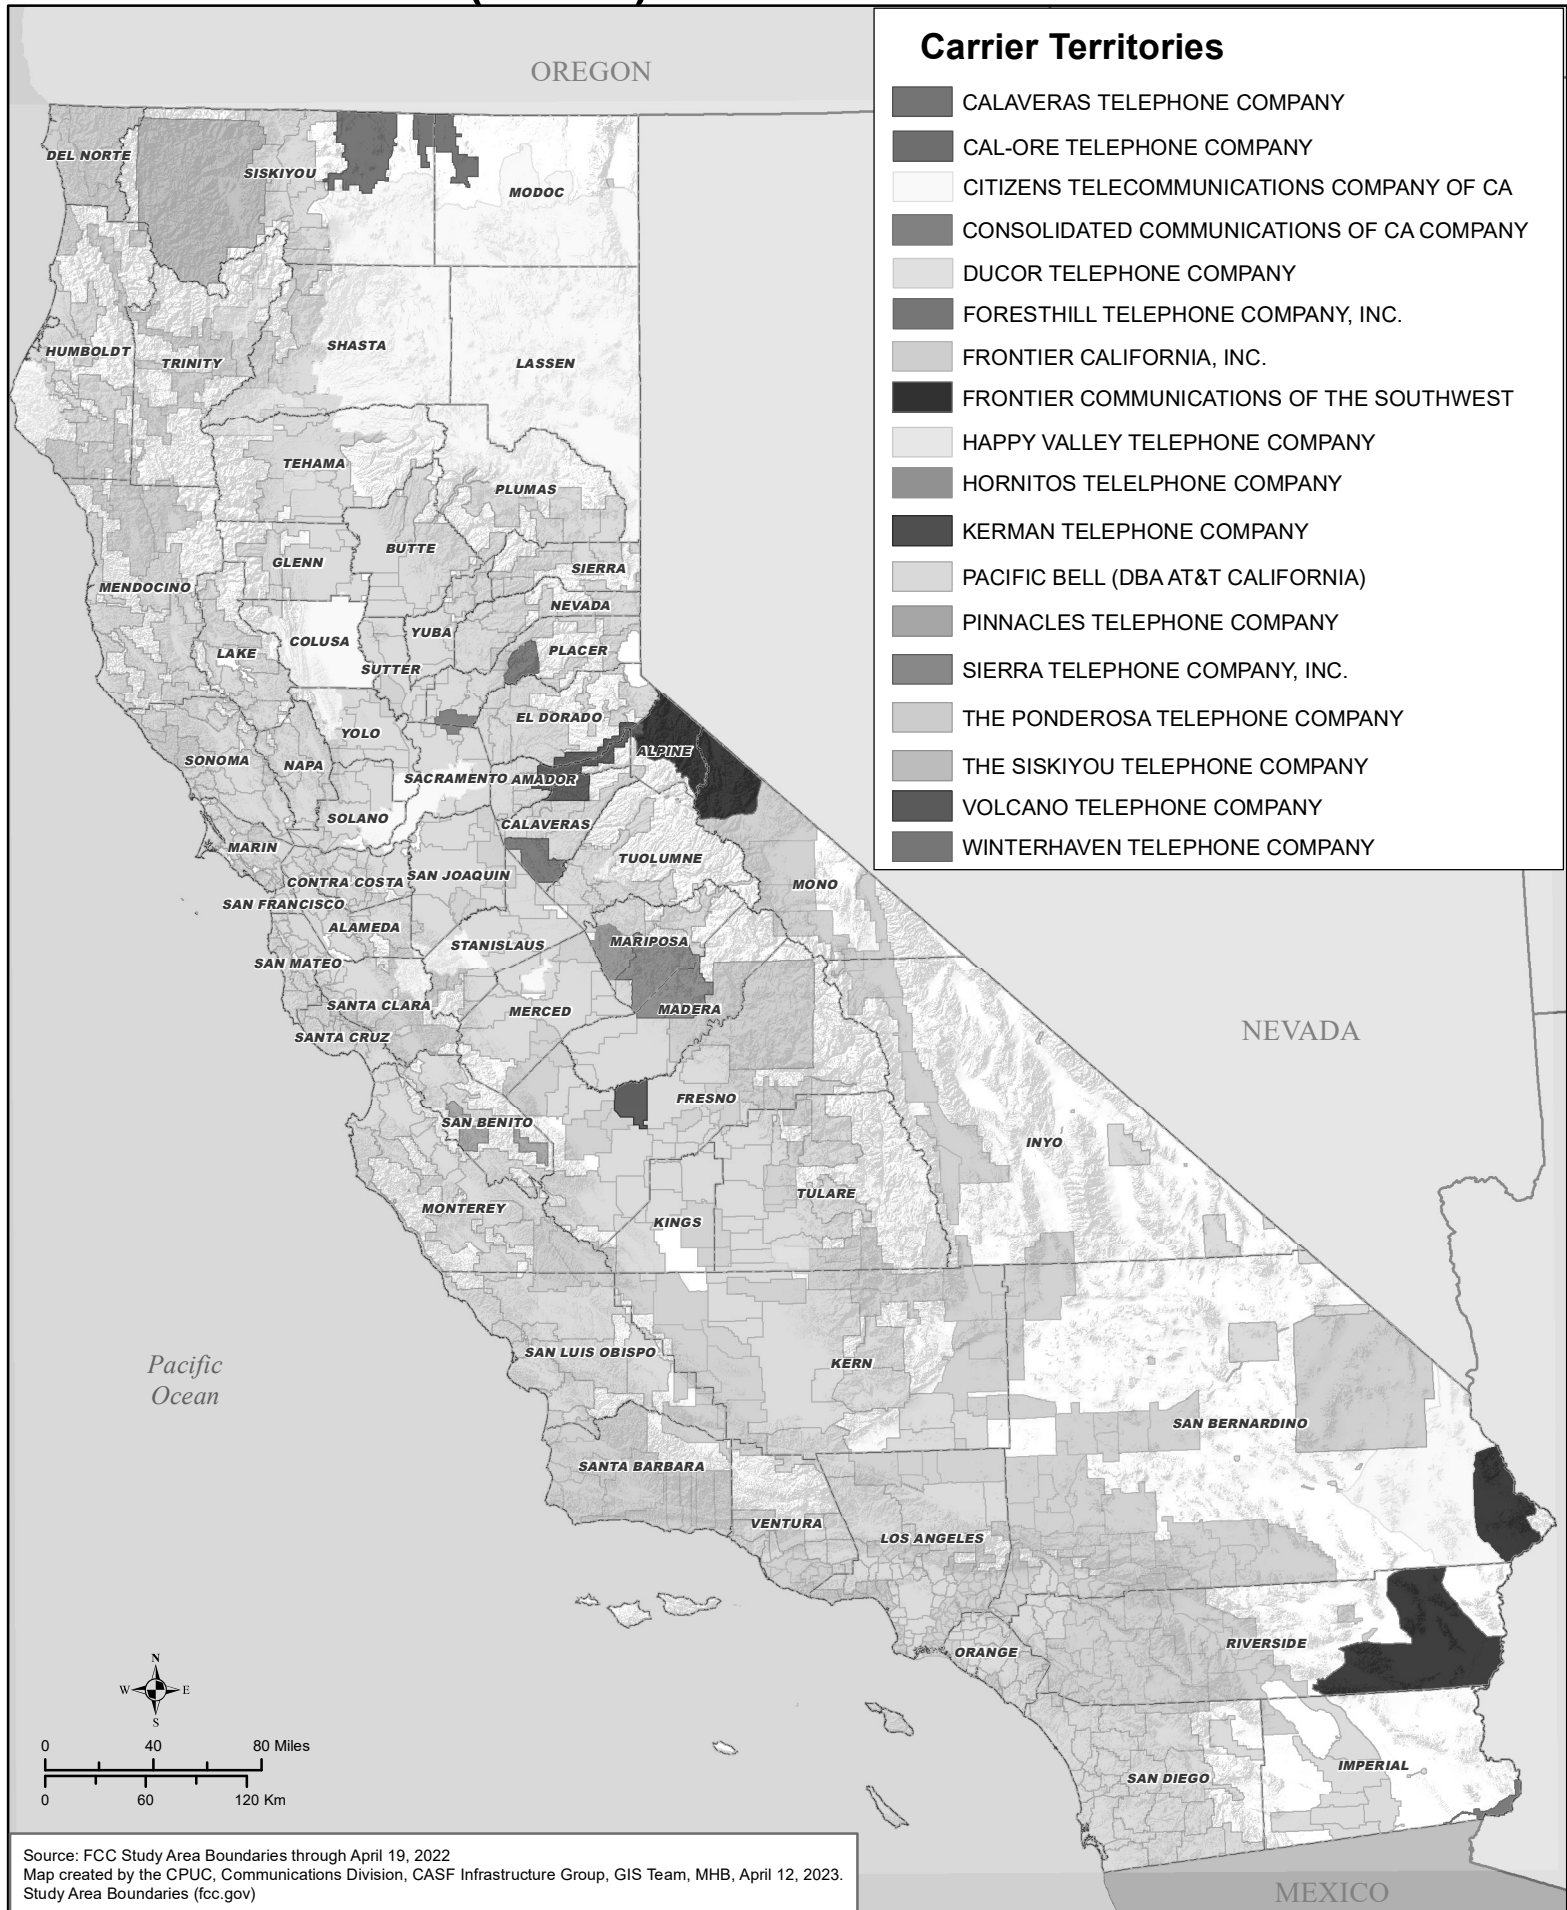 Carrier Territories
CALAVERAS TELEPHONE COMPANY
CAL-ORE TELEPHONE COMPANY
CITIZENS TELECOMMUNICATIONS COMPANY OF CA
CONSOLIDATED COMMUNICATIONS OF CA COMPANY
DUCOR TELEPHONE COMPANY
FORESTHILL TELEPHONE COMPANY, INC.
FRONTIER CALIFORNIA, INC.
FRONTIER COMMUNICATIONS OF THE SOUTHWEST
HAPPY VALLEY TELEPHONE COMPANY
HORNITOS TELELPHONE COMPANY
KERMAN TELEPHONE COMPANY
PACIFIC BELL (DBA AT&T CALIFORNIA)
PINNACLES TELEPHONE COMPANY
SIERRA TELEPHONE COMPANY, INC.
THE PONDEROSA TELEPHONE COMPANY
THE SISKIYOU TELEPHONE COMPANY
VOLCANO TELEPHONE COMPANY
WINTERHAVEN TELEPHONE COMPANY
OREGON
DEL NORTE
SISKIYOU
MODOC
HUMBOLDT
TRINITY
SHASTA
LASSEN
TEHAMA
PLUMAS
GLENN
BUTTE
SIERRA
MENDOCINO
NEVADA
COLUSA
YUBA
LAKE
SUTTER
PLACER
EL DORADO
YOLO
ALPINE
SONOMA
NAPA
SACRAMENTO
AMADOR
SOLANO
CALAVERAS
MARIN
TUOLUMNE
CONTRA COSTA
SAN JOAQUIN
MONO
SAN FRANCISCO
ALAMEDA
STANISLAUS
MARIPOSA
SAN MATEO
SANTA CLARA
MERCED
MADERA
SANTA CRUZ
NEVADA
FRESNO
SAN BENITO
INYO
TULARE
MONTEREY
KINGS
Pacific
Ocean
SAN LUIS OBISPO
KERN
SAN BERNARDINO
SANTA BARBARA
VENTURA
LOS ANGELES
ORANGE
RIVERSIDE
IMPERIAL
SAN DIEGO
MEXICO
N
W
E
S
0 40 80 Miles
0 60 120 Km
Source: FCC Study Area Boundaries through April 19, 2022
Map created by the CPUC, Communications Division, CASF Infrastructure Group, GIS Team, MHB, April 12, 2023.
Study Area Boundaries (fcc.gov)